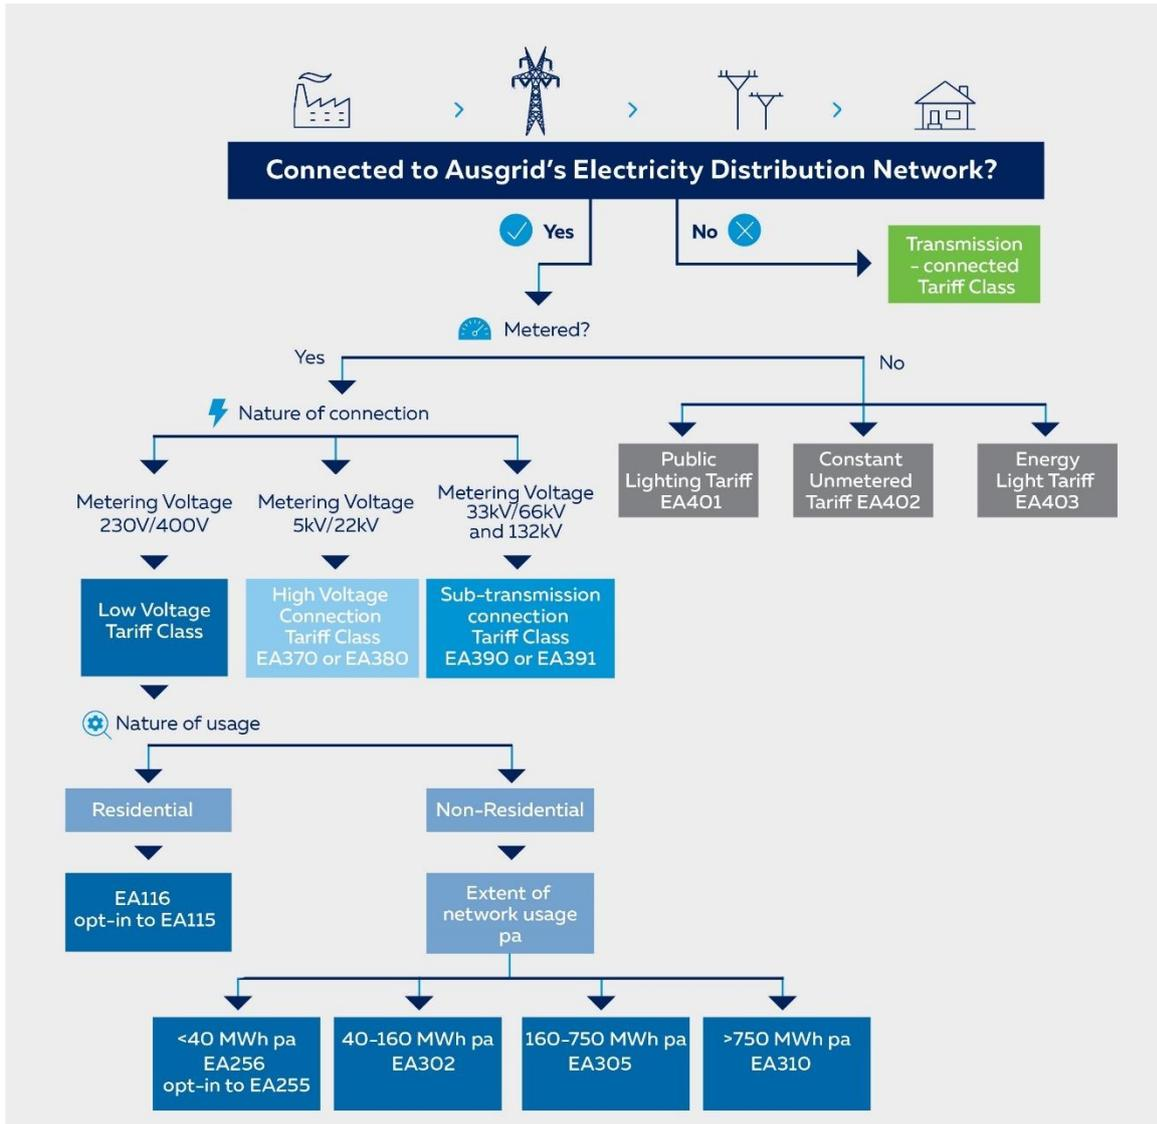 Connected to Ausgrid's Electricity Distribution Network?
Yes
No
Transmission
- connected
Tariff Class
Metered?
Yes
No
Nature of connection
Public
Lighting Tariff
EA401
Constant
Unmetered
Tariff EA402
Energy
Light Tariff
EA403
Metering Voltage
230V/400V
Metering Voltage
5kV/22kV
Metering Voltage
33kV/66kV
and 132kV
Low Voltage
Tariff Class
High Voltage
Connection
Tariff Class
EA370 or EA380
Sub-transmission
connection
Tariff Class
EA390 or EA391
Nature of usage
Residential
Non-Residential
EA116
opt-in to EA115
Extent of
network usage
pa
<40 MWh pa
EA256
opt-in to EA255
40-160 MWh pa
EA302
160-750 MWh pa
EA305
>750 MWh pa
EA310